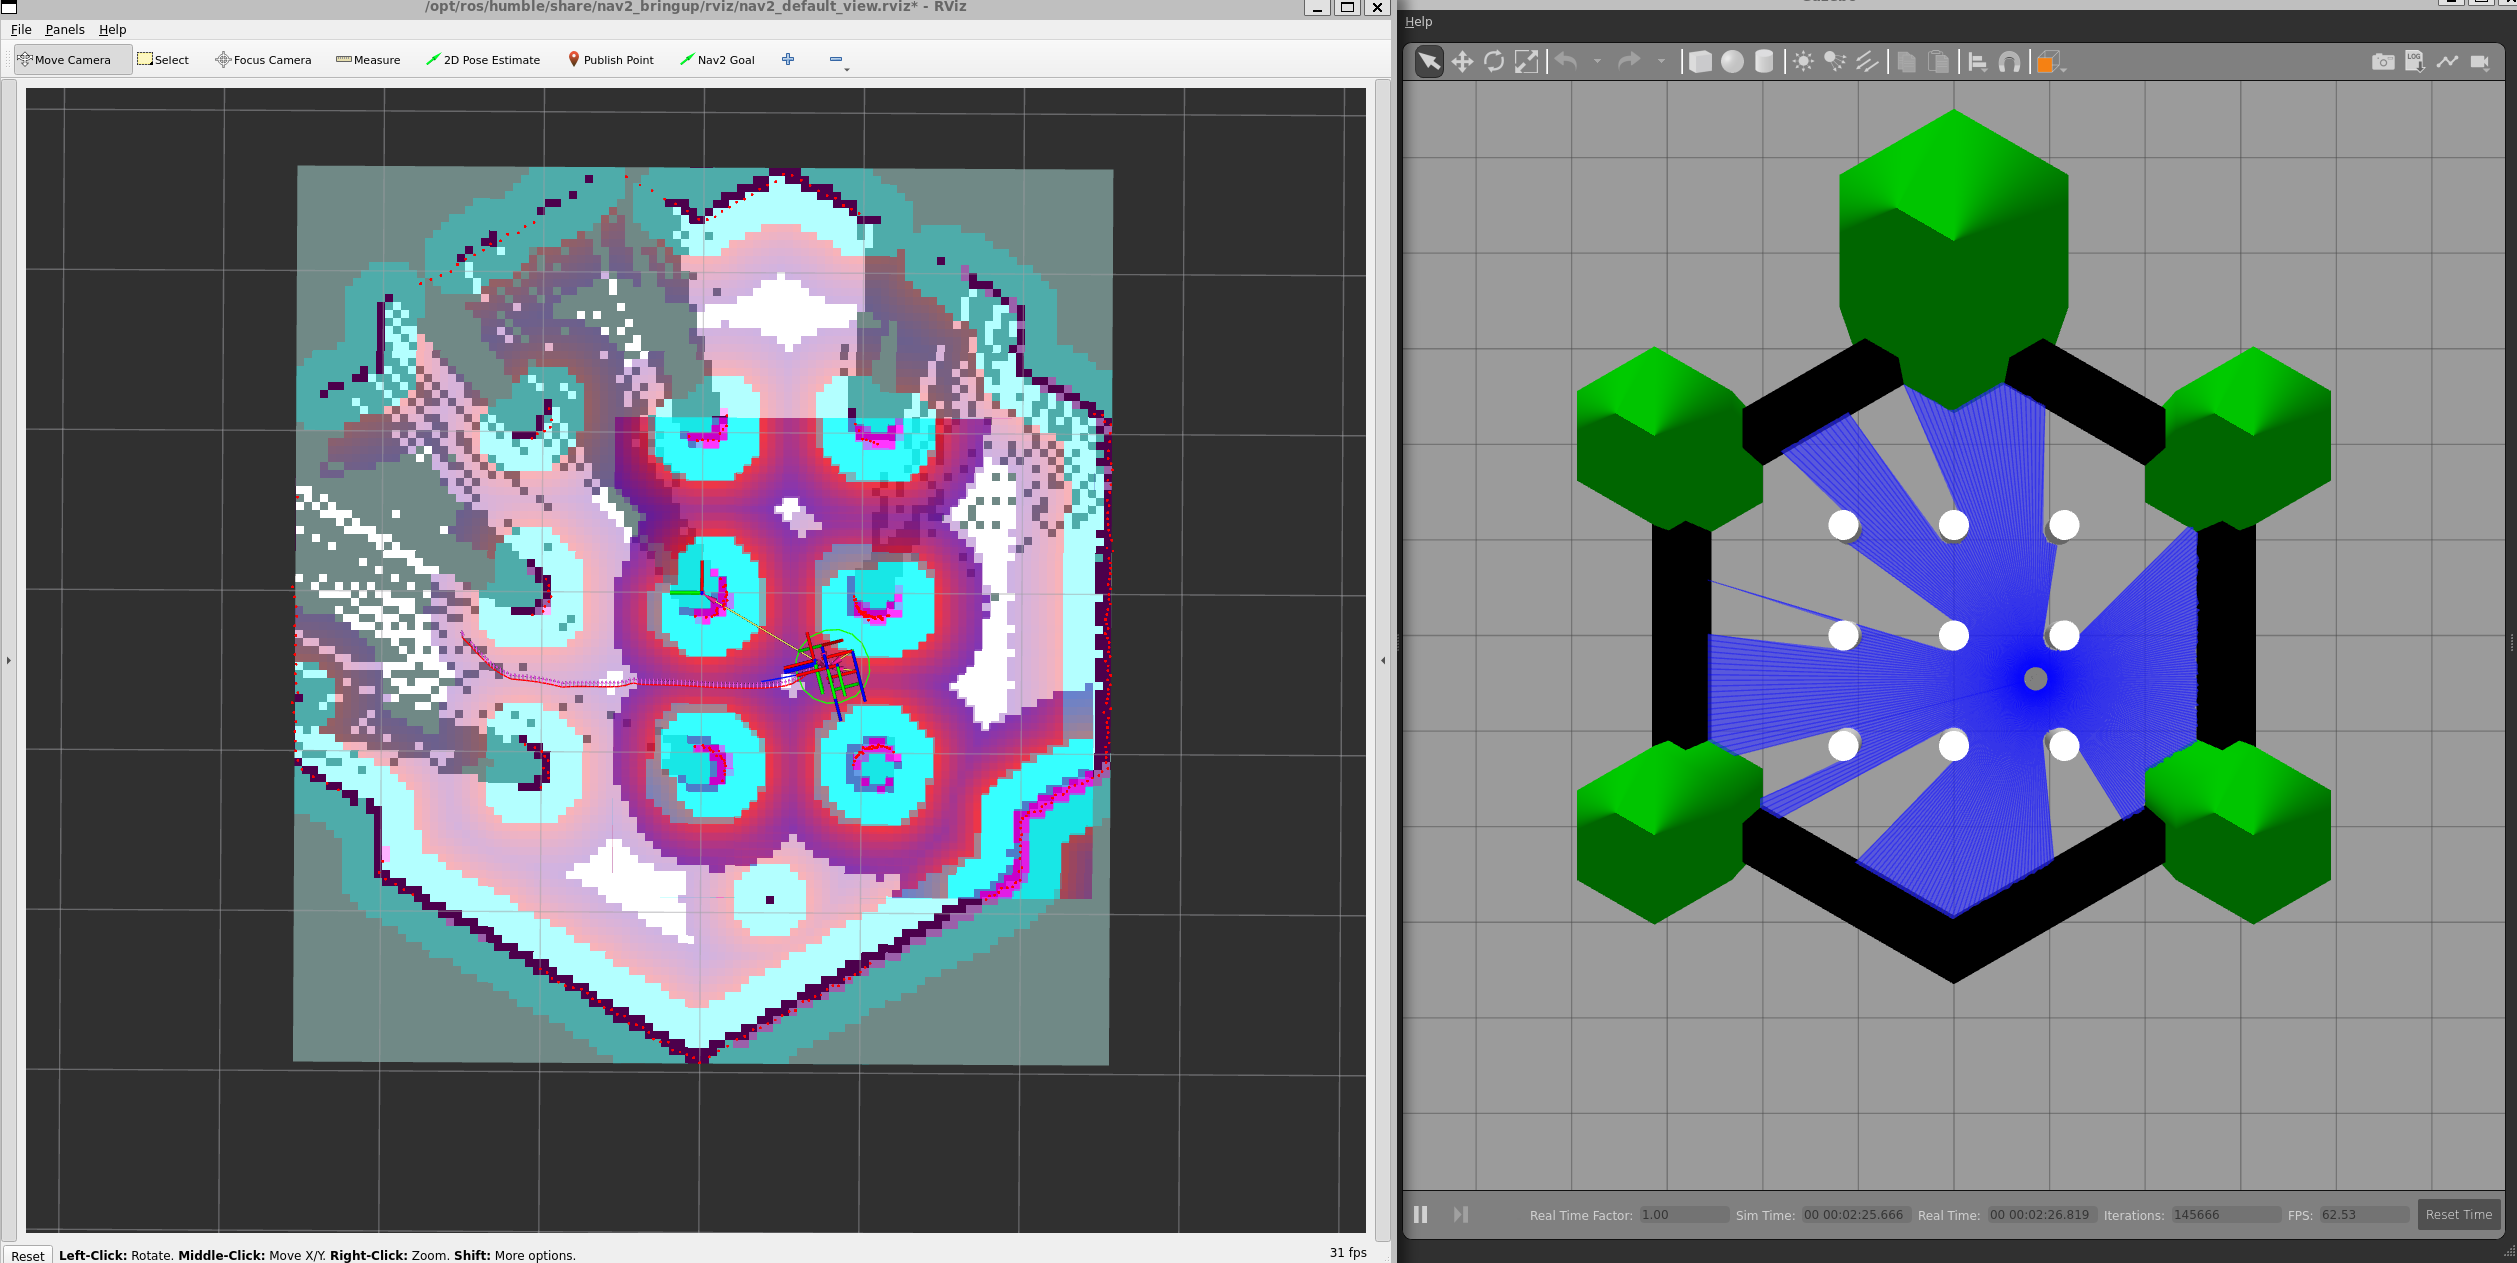 /opt/ros/humble/share/nav2_bringup/rviz/nav2_default_view.rviz* - RViz
File Panels Help
Move Camera Select Focus Camera Measure 2D Pose Estimate Publish Point Nav2 Goal
Reset Left-Click: Rotate. Middle-Click: Move X/Y. Right-Click: Zoom. Shift: More options. 31 fps
Help
LOG
Real Time Factor: 1.00 Sim Time: 00 00:02:25.666 Real Time: 00 00:02:26.819 Iterations: 145666 FPS: 62.53 Reset Time